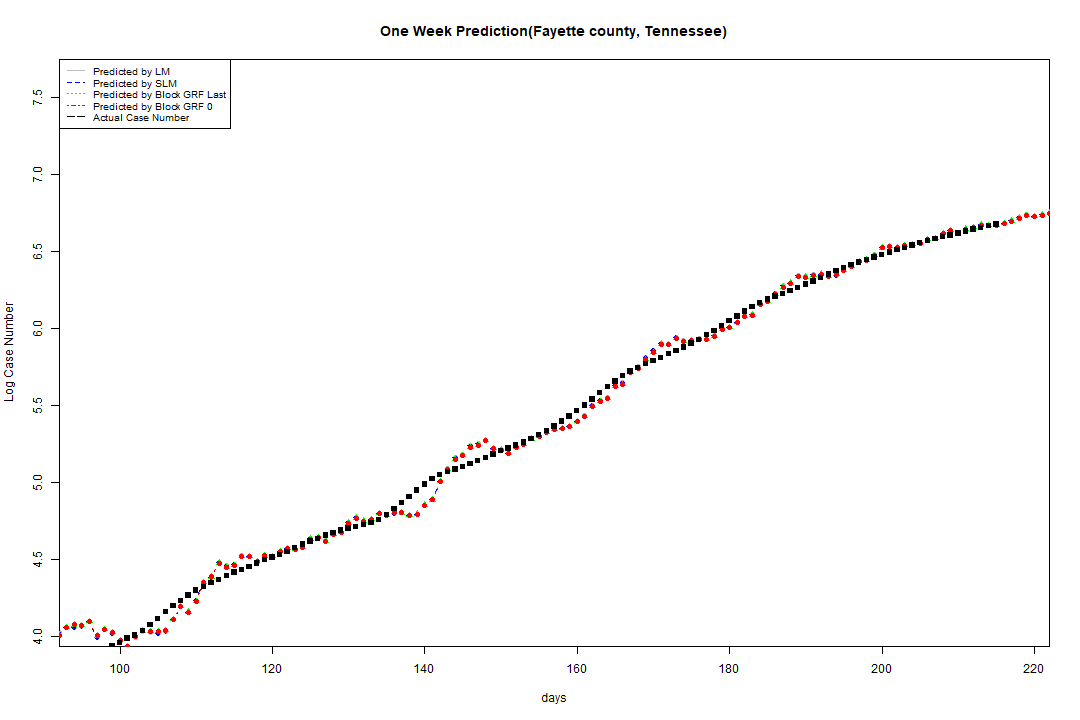 One Week Prediction(Fayette county, Tennessee)
Predicted by LM
Predicted by SLM
Predicted by Block GRF Last
Predicted by Block GRF 0
Actual Case Number
7.5
7.0
6.5
6.0
5.5
5.0
4.5
4.0
Log Case Number
100 120 140 160 180 200 220
days